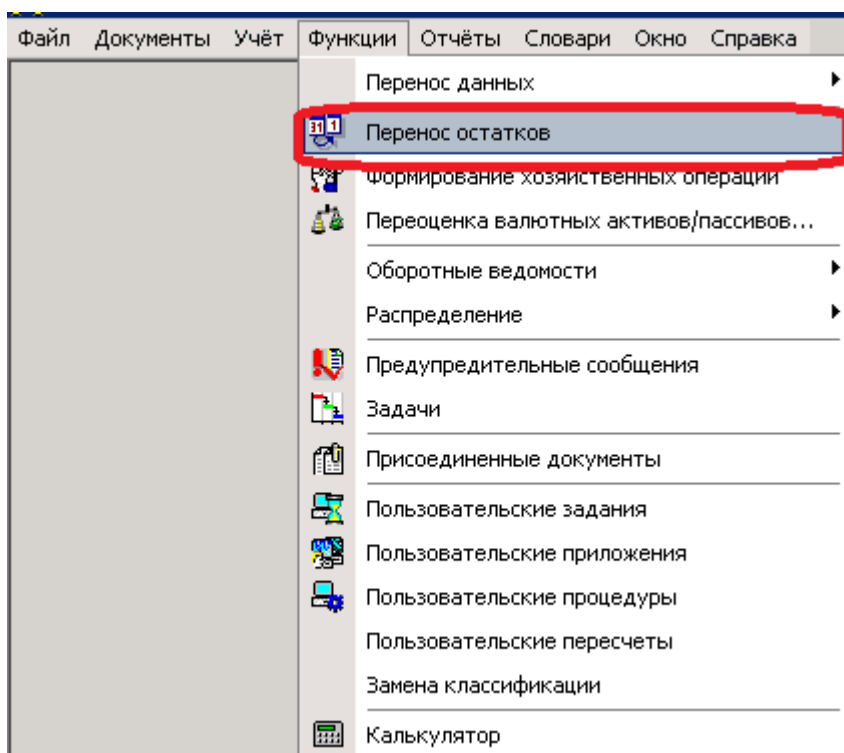 Файл Документы Учёт Функции Отчёты Словари Окно Справка
Перенос данных
31 1 Перенос остатков
Формирование хозяйственных операций
Переоценка валютных активов/пассивов...
Оборотные ведомости
Распределение
Предупредительные сообщения
Задачи
Присоединенные документы
Пользовательские задания
Пользовательские приложения
Пользовательские процедуры
Пользовательские пересчеты
Замена классификации
Калькулятор